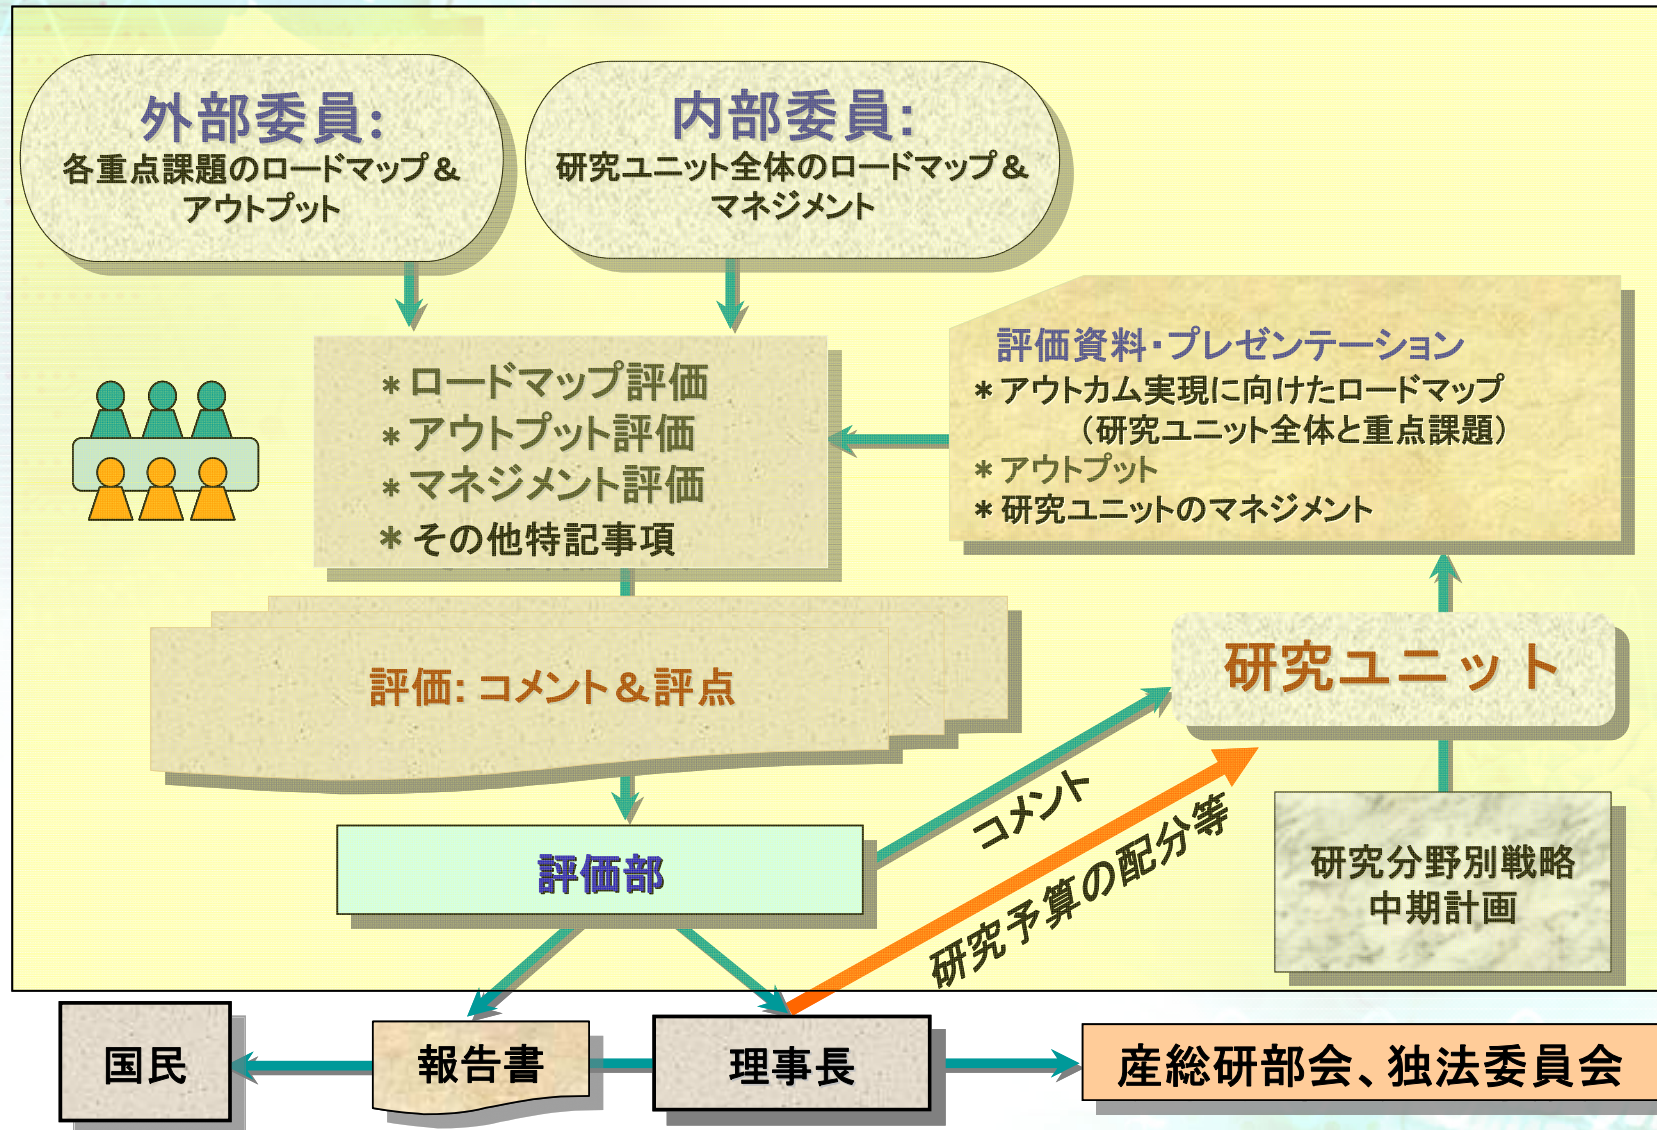 外部委員:
各重点課題のロードマップ＆
アウトプット
内部委員:
研究ユニット全体のロードマップ＆
マネジメント
＊ロードマップ評価
＊アウトプット評価
＊マネジメント評価
＊その他特記事項
評価資料・プレゼンテーション
＊アウトカム実現に向けたロードマップ
（研究ユニット全体と重点課題）
＊アウトプット
＊研究ユニットのマネジメント
評価: コメント＆評点
研究ユニット
コメント
研究予算の配分等
評価部
研究分野別戦略
中期計画
国民
報告書
理事長
産総研部会、独法委員会